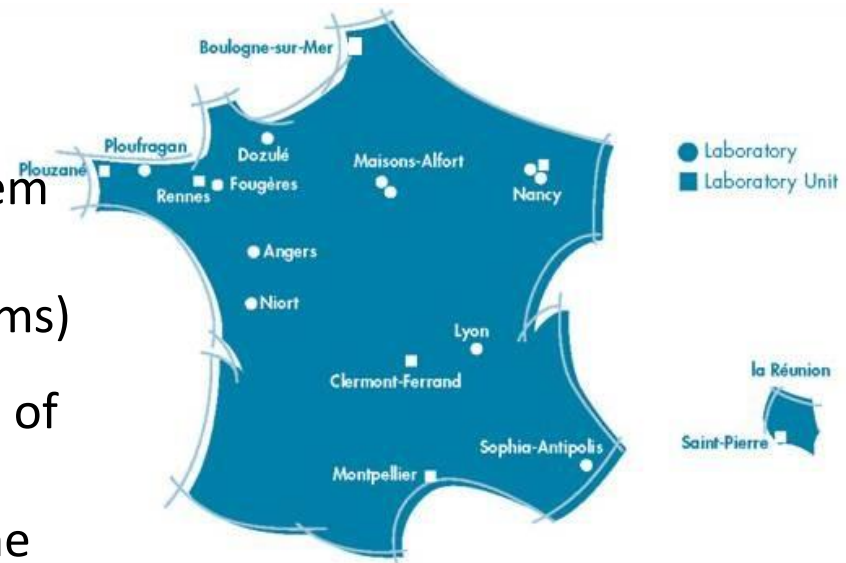 Boulogne-sur-Mer
Ploufragan
Dozulé
Maisons-Alfort
Laboratory
Plouzané
em
Rennes
Fougères
Nancy
Laboratory Unit
Angers
Niort
ms)
Lyon
Clermont-Ferrand
la Réunion
of
Sophia-Antipolis
Saint-Pierre
Montpellier
ne